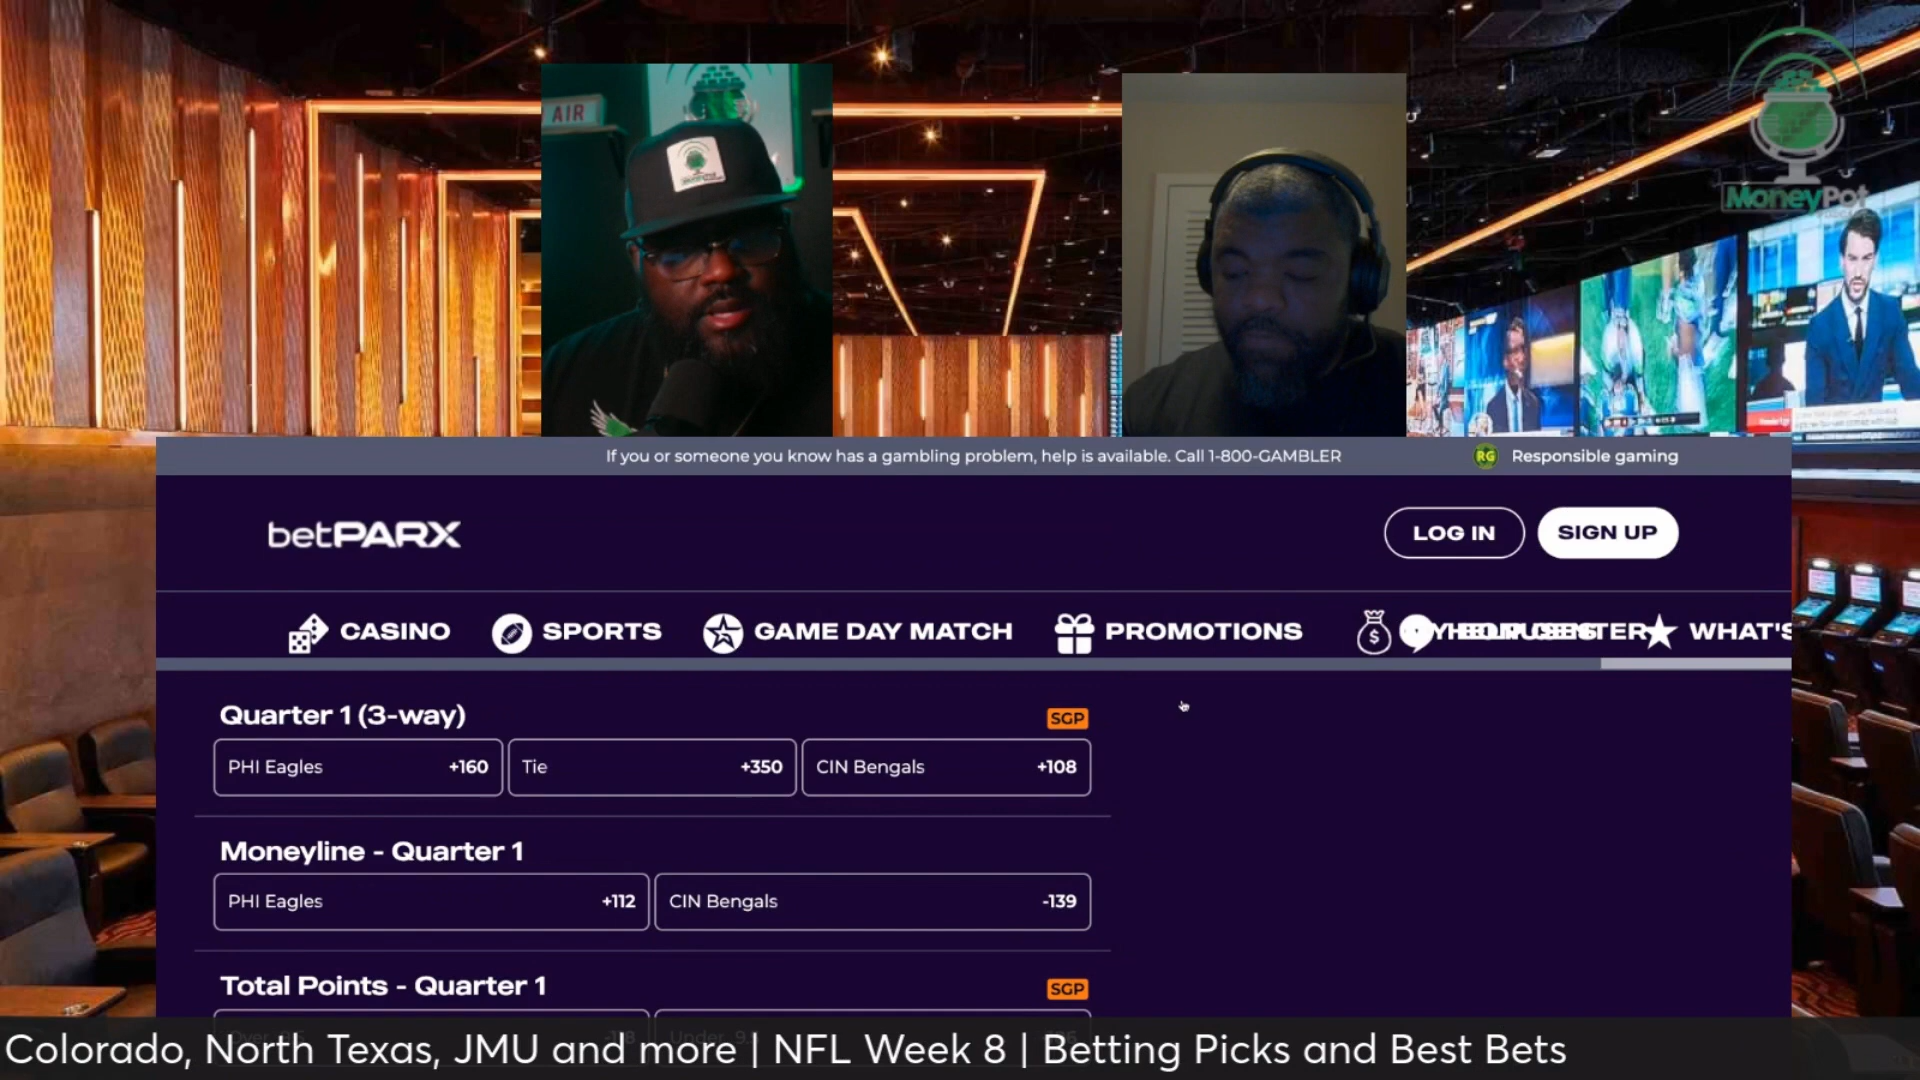 AIR
MoneyPot
If you or someone you know has a gambling problem, help is available. Call 1-800-GAMBLER
RG Responsible gaming
betPARX
LOG IN
SIGN UP
CASINO
SPORTS
GAME DAY MATCH
PROMOTIONS
WHAT'S
Quarter 1 (3-way)
SGP
PHI Eagles +160
Tie +350
CIN Bengals +108
Moneyline - Quarter 1
PHI Eagles +112
CIN Bengals -139
Total Points - Quarter 1
SGP
Colorado, North Texas, JMU and more | NFL Week 8 | Betting Picks and Best Bets